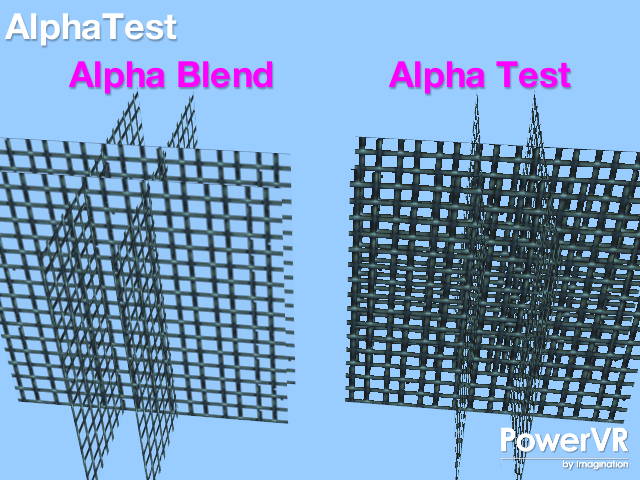 AlphaTest
Alpha Blend
Alpha Test
PowerVR
by Imagination